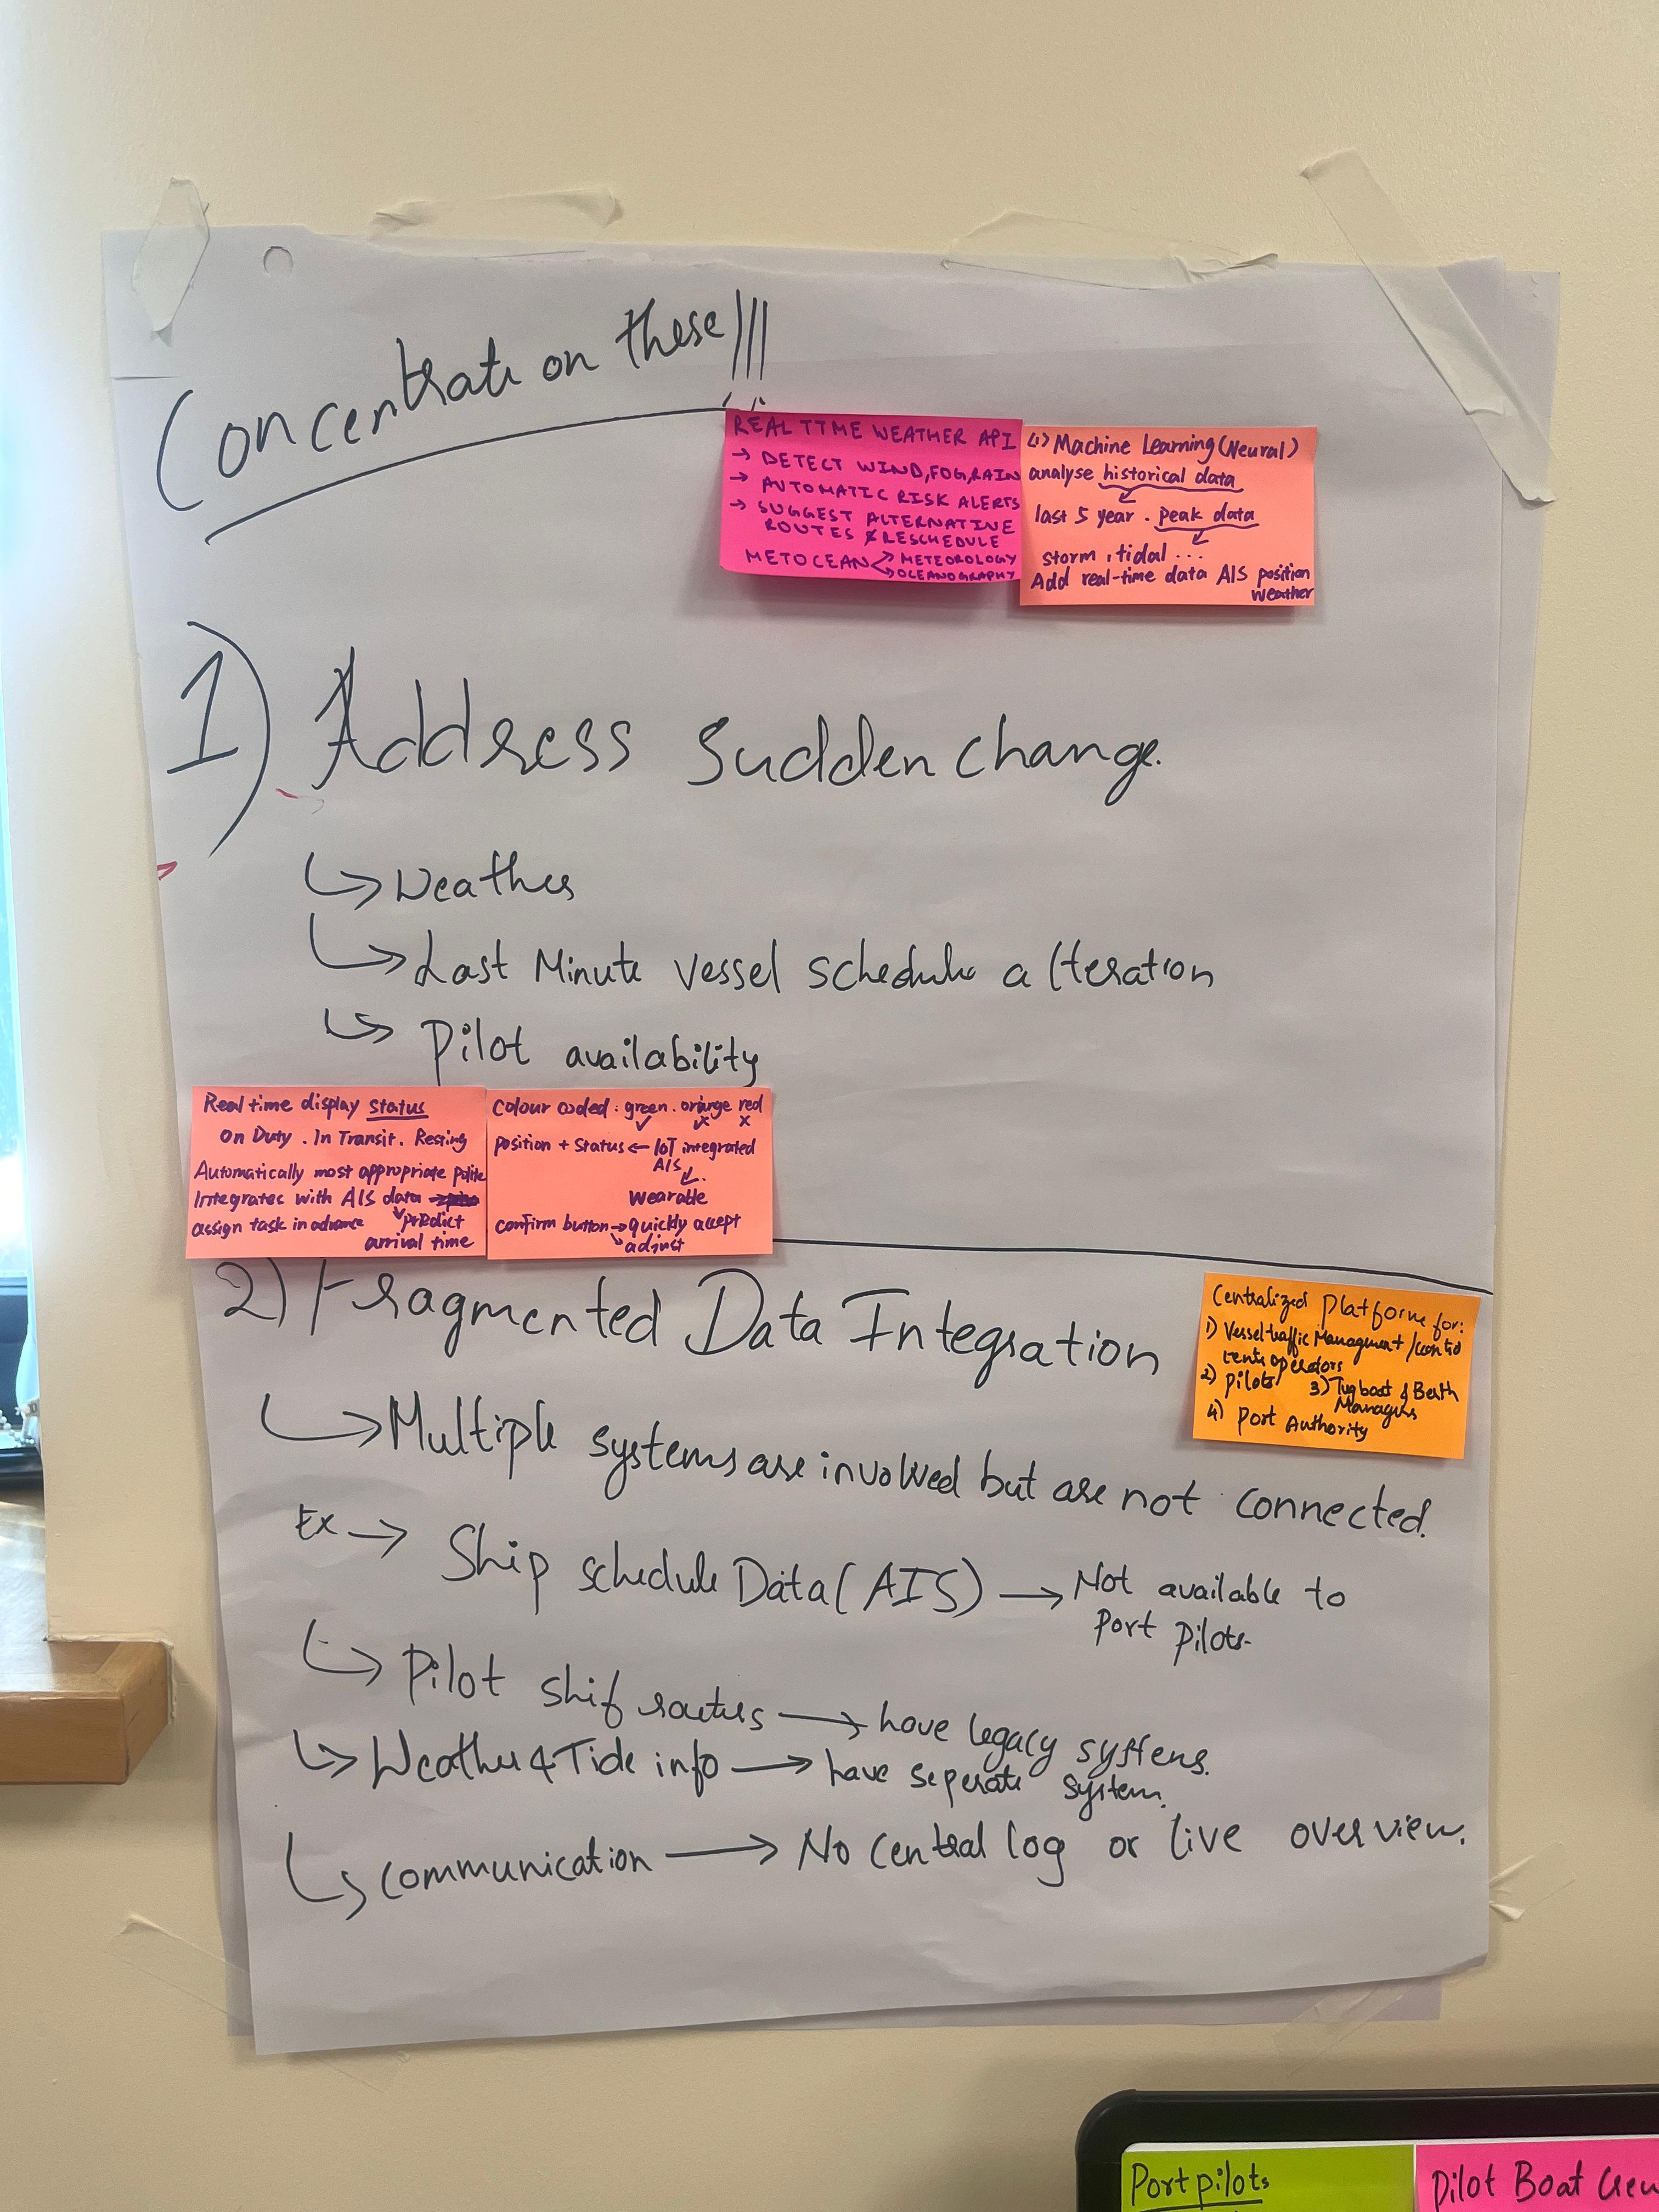 Concentrate on these!!!
REAL TIME WEATHER API
→ DETECT WIND, FOG, RAIN
→ AUTOMATIC RISK ALERTS
→ SUGGEST ALTERNATIVE
ROUTES & RESCHEDULE
METOCEAN → METEOROLOGY
→ OCEANOGRAPHY
Machine Learning (Neural)
analyse historical data
last 5 year . peak data
storm , tidal ...
Add real-time data AIS position
weather
1) Address sudden change.
↳ Weather
↳ Last Minute vessel schedule alteration
↳ Pilot availability
Real time display status
On Duty . In Transit . Resting
Automatically most appropriate
Integrates with AIS data
assign task in advance predict
arrival time
Colour coded : green . orange red
✓ x x
position + status ← IoT integrated
AIS
wearable
confirm button → quickly accept
adjust
2) Fragmented Data Integration
Centralized Platform for:
1) Vessel traffic Managment /
centre operators
2) Pilots 3) Tugboat & Berth
Managers
4) Port Authority
↳ Multiple systems are involved but are not connected.
Ex → Ship schedule Data (AIS) → Not available to
Port Pilots.
↳ Pilot shif routes → have legacy systems.
↳ Weather & Tide info → have seperate system.
↳ communication → No central log or live overview.
Port pilots
Pilot Boat Crew